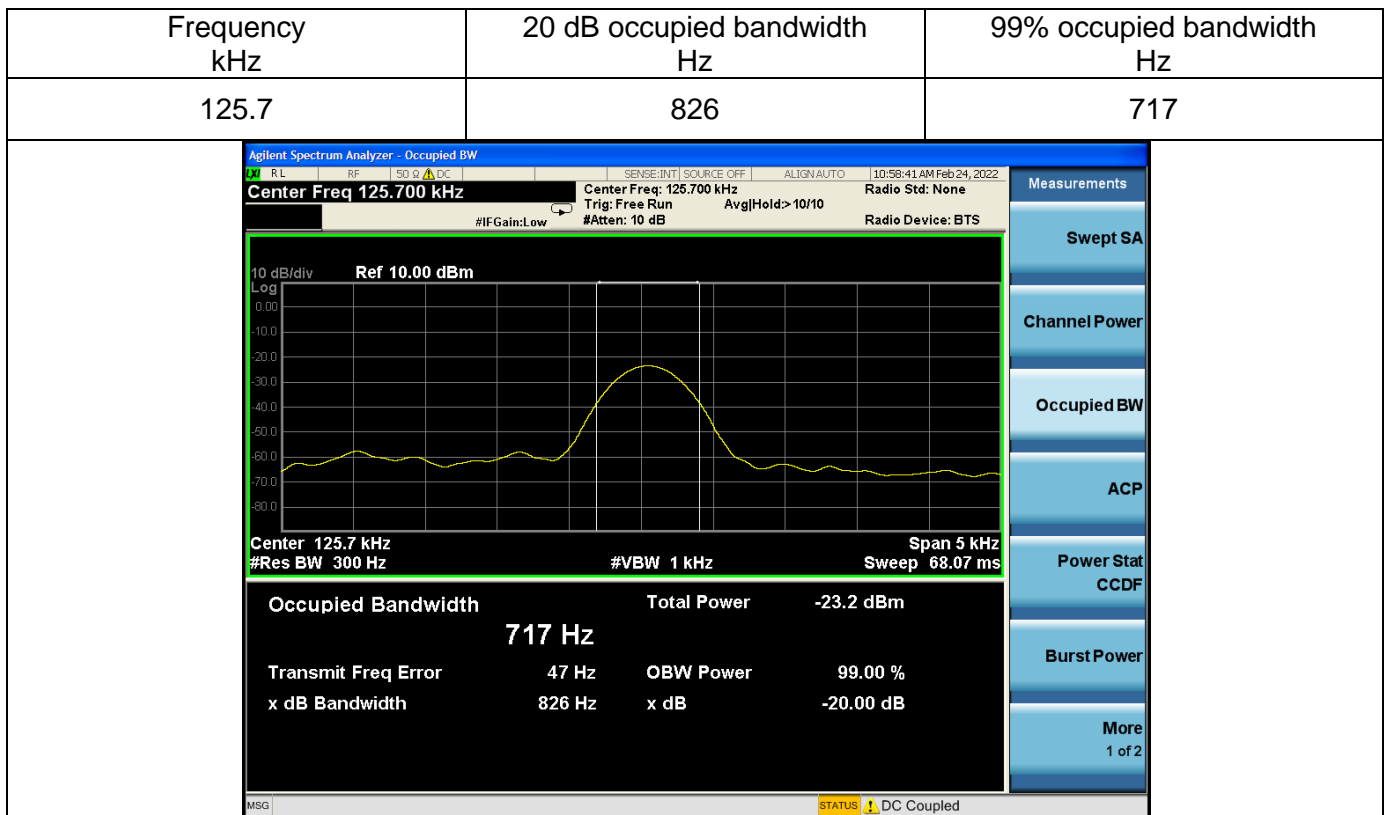 Frequency
kHz
20 dB occupied bandwidth
Hz
99% occupied bandwidth
Hz
125.7
826
717
Agilent Spectrum Analyzer - Occupied BW
LXI RL RF 50 Ω DC SENSE:INT SOURCE OFF ALIGNAUTO 10:58:41 AM Feb 24, 2022
Center Freq 125.700 kHz
Center Freq: 125.700 kHz
Radio Std: None
Trig: Free Run
Avg|Hold:>10/10
#IFGain:Low
#Atten: 10 dB
Radio Device: BTS
10 dB/div
Ref 10.00 dBm
Log
0.00
-10.0
-20.0
-30.0
-40.0
-50.0
-60.0
-70.0
-80.0
Center 125.7 kHz
Span 5 kHz
#Res BW 300 Hz
#VBW 1 kHz
Sweep 68.07 ms
Occupied Bandwidth
Total Power
-23.2 dBm
717 Hz
Transmit Freq Error
47 Hz
OBW Power
99.00 %
x dB Bandwidth
826 Hz
x dB
-20.00 dB
MSG
STATUS
DC Coupled
Measurements
Swept SA
Channel Power
Occupied BW
ACP
Power Stat
CCDF
Burst Power
More
1 of 2